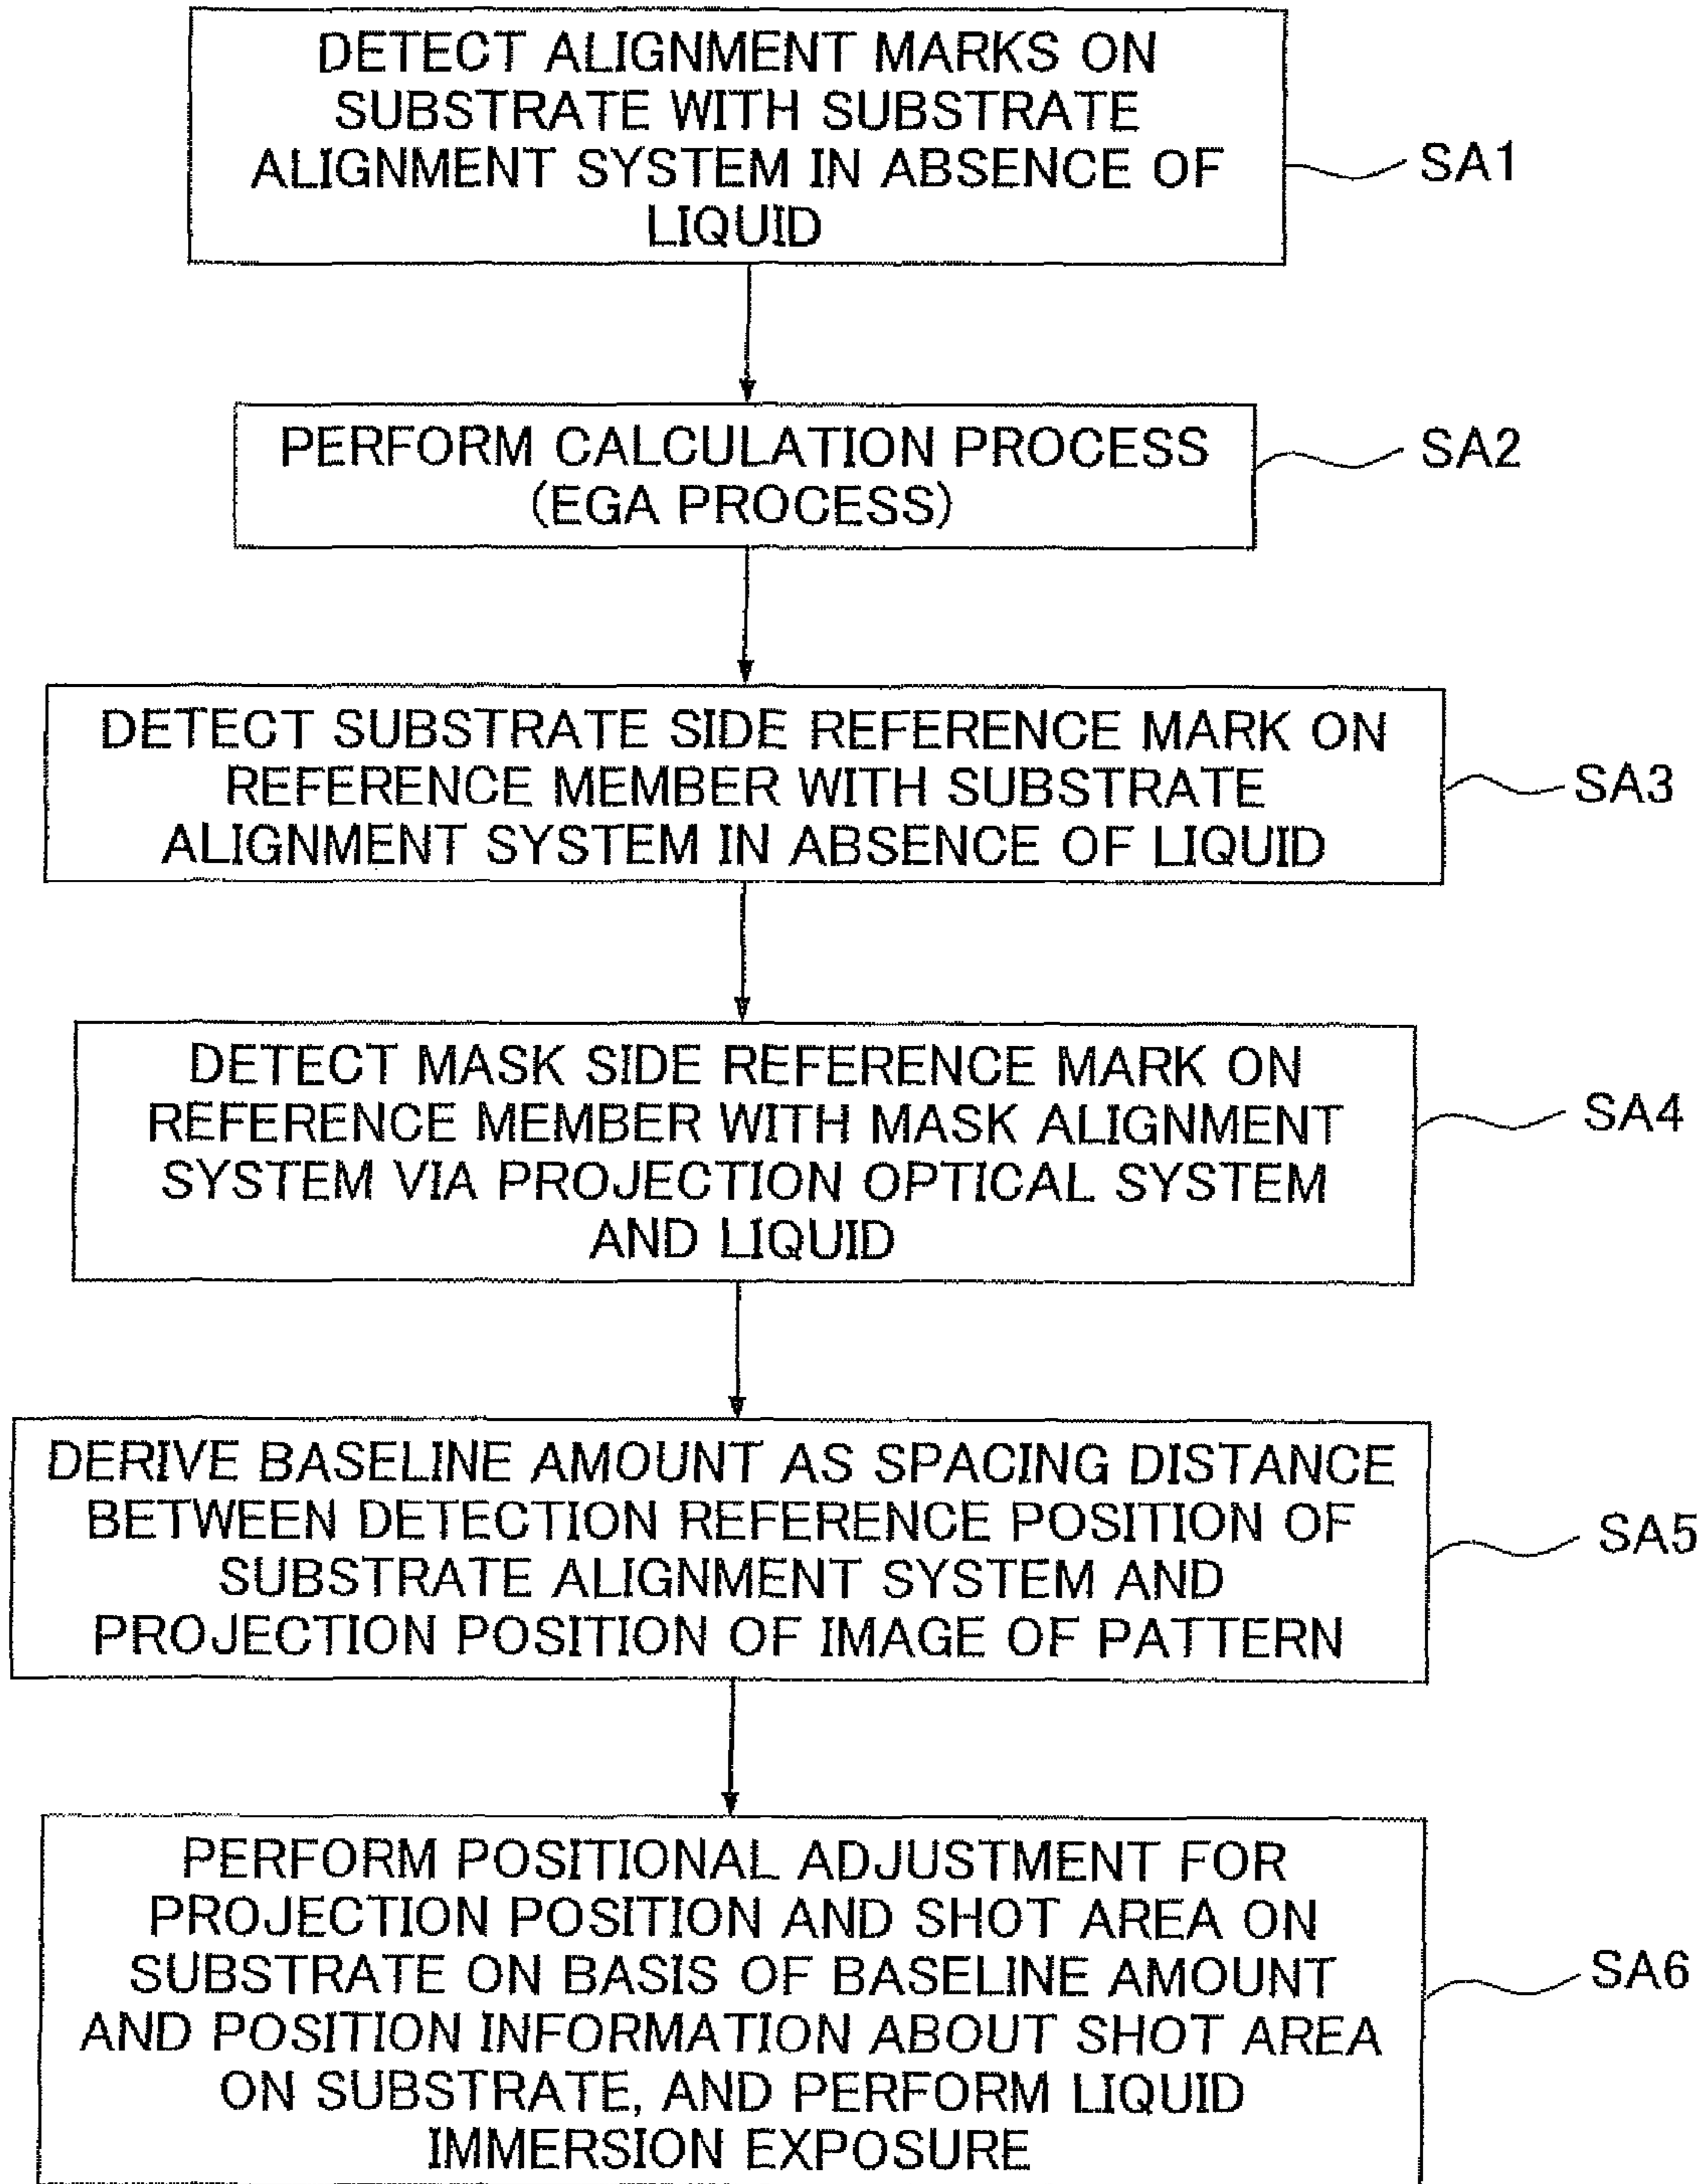 DETECT ALIGNMENT MARKS ON
SUBSTRATE WITH SUBSTRATE
ALIGNMENT SYSTEM IN ABSENCE OF
LIQUID
SA1
PERFORM CALCULATION PROCESS
(EGA PROCESS)
SA2
DETECT SUBSTRATE SIDE REFERENCE MARK ON
REFERENCE MEMBER WITH SUBSTRATE
ALIGNMENT SYSTEM IN ABSENCE OF LIQUID
SA3
DETECT MASK SIDE REFERENCE MARK ON
REFERENCE MEMBER WITH MASK ALIGNMENT
SYSTEM VIA PROJECTION OPTICAL SYSTEM
AND LIQUID
SA4
DERIVE BASELINE AMOUNT AS SPACING DISTANCE
BETWEEN DETECTION REFERENCE POSITION OF
SUBSTRATE ALIGNMENT SYSTEM AND
PROJECTION POSITION OF IMAGE OF PATTERN
SA5
PERFORM POSITIONAL ADJUSTMENT FOR
PROJECTION POSITION AND SHOT AREA ON
SUBSTRATE ON BASIS OF BASELINE AMOUNT
AND POSITION INFORMATION ABOUT SHOT AREA
ON SUBSTRATE, AND PERFORM LIQUID
IMMERSION EXPOSURE
SA6